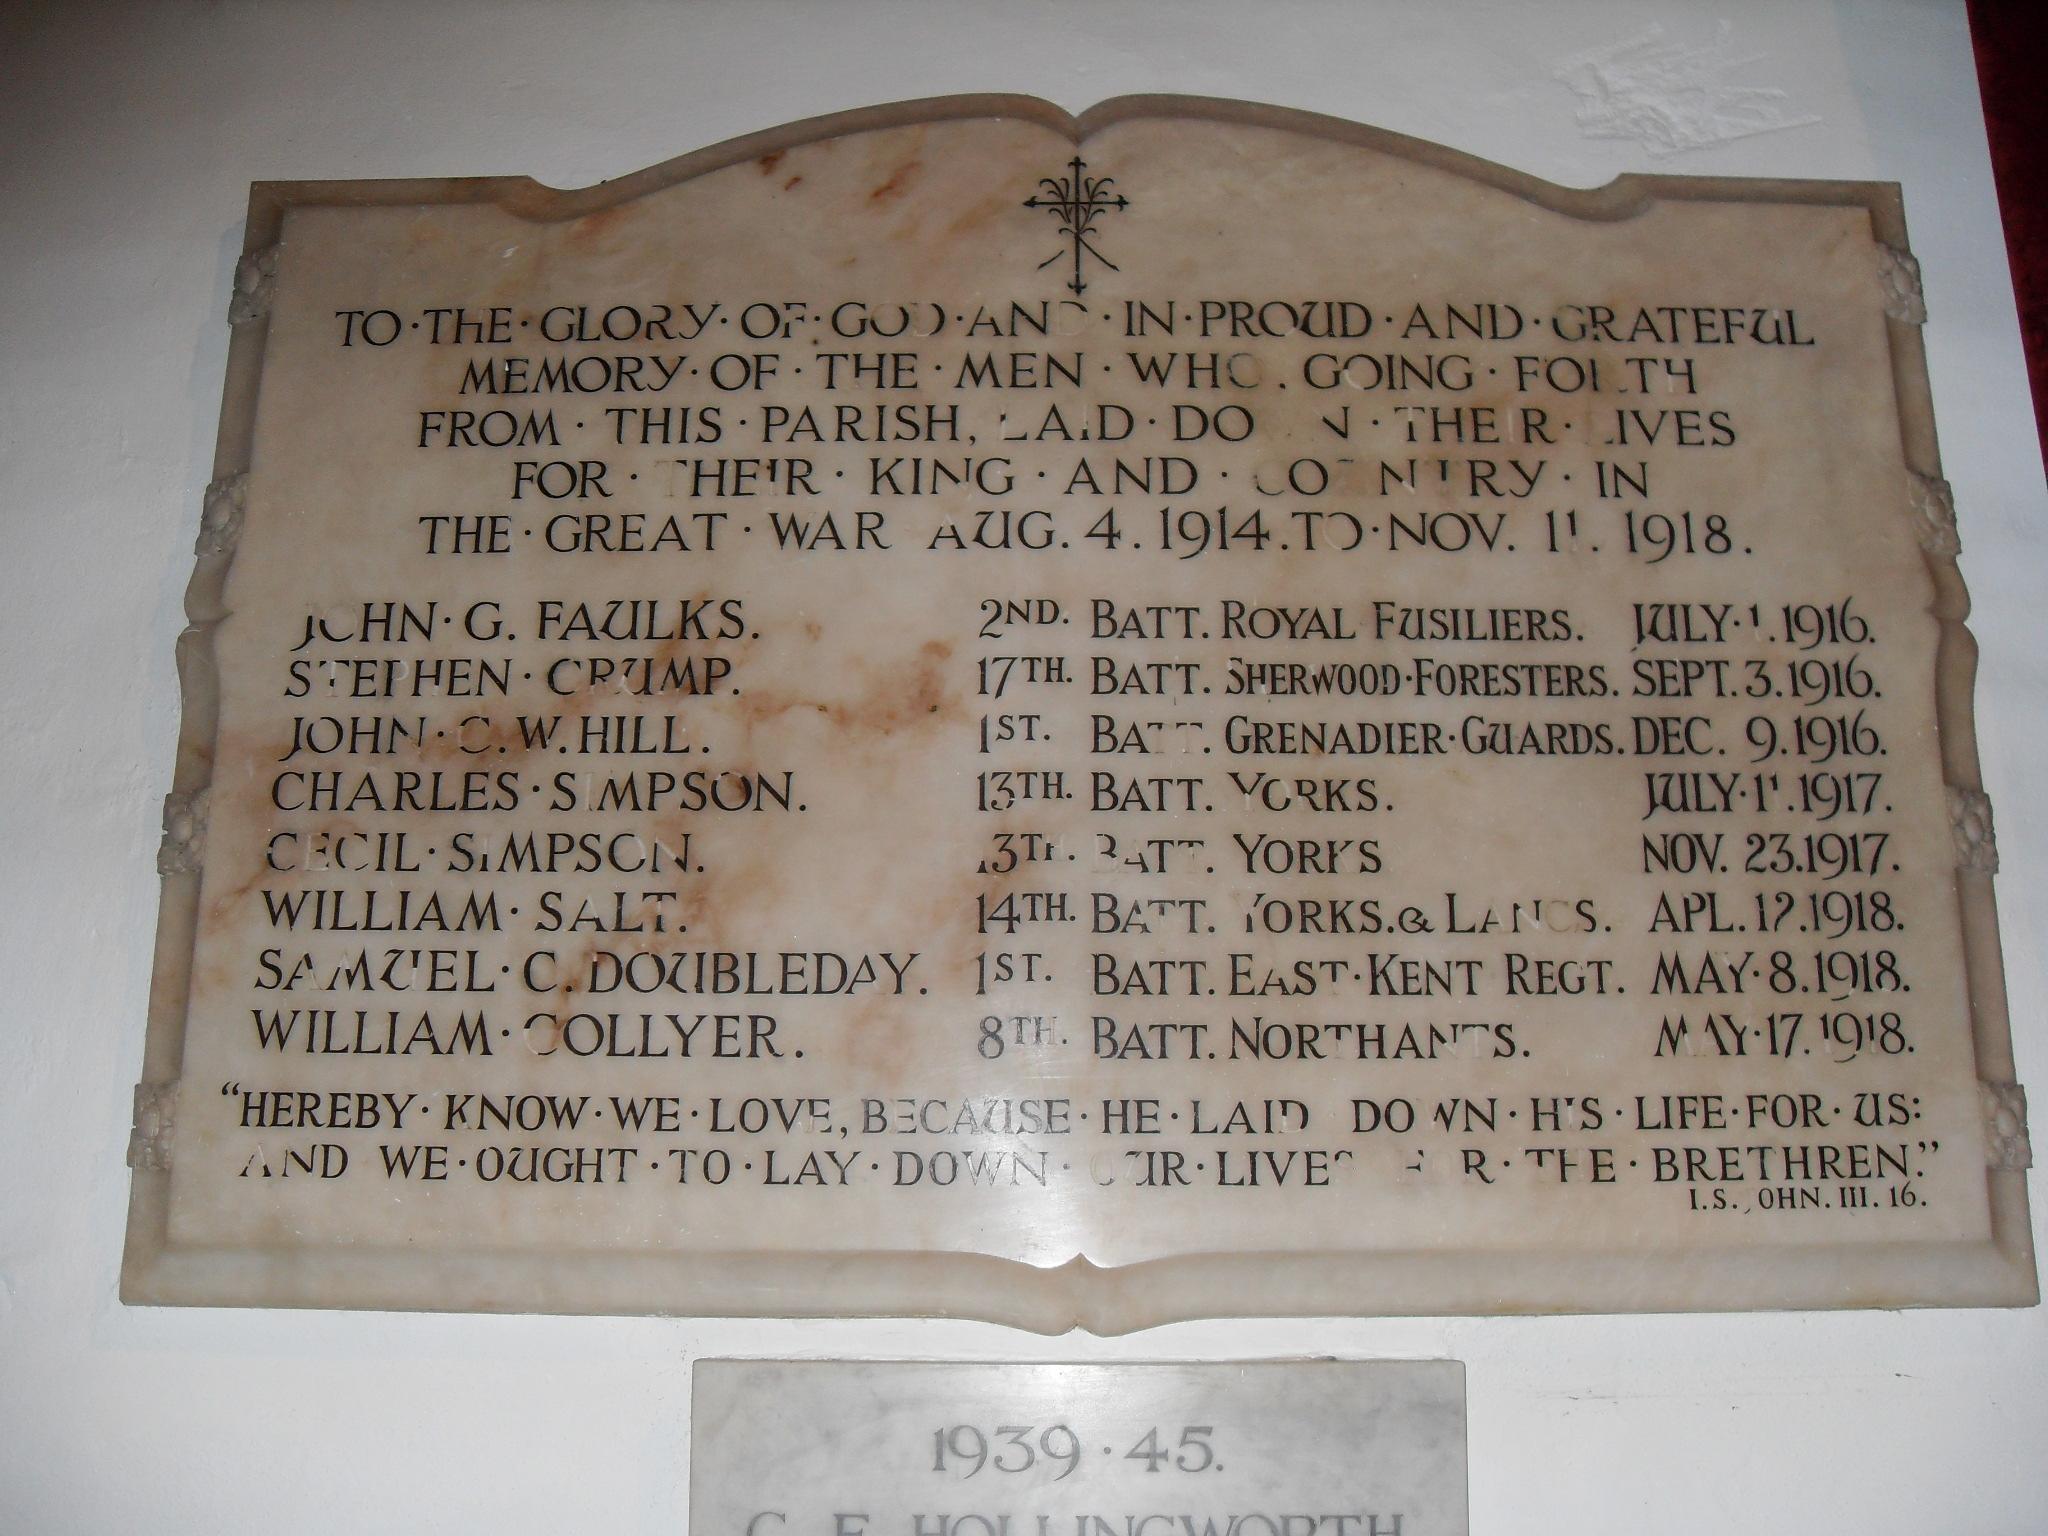 TO·THE·GLORY·OF·GOD·AND·IN·PROUD·AND·GRATEFUL
MEMORY·OF·THE·MEN·WHO, GOING·FORTH
FROM·THIS·PARISH, LAID·DOWN·THEIR·LIVES
FOR·THEIR·KING·AND·COUNTRY·IN
THE·GREAT·WAR AUG. 4. 1914. TO·NOV. 11. 1918.
JOHN·G. FAULKS. 2ND. BATT. ROYAL FUSILIERS. JULY·1.1916.
STEPHEN·CRUMP. 17TH. BATT. SHERWOOD·FORESTERS. SEPT. 3.1916.
JOHN·C.W. HILL. 1ST. BATT. GRENADIER·GUARDS. DEC. 9.1916.
CHARLES·SIMPSON. 13TH. BATT. YORKS. JULY·11.1917.
CECIL·SIMPSON. 13TH. BATT. YORKS NOV. 23.1917.
WILLIAM·SALT. 14TH. BATT. YORKS.& LANCS. APL. 1918.
SAMUEL·C. DOUBLEDAY. 1ST. BATT. EAST·KENT REGT. MAY·8.1918.
WILLIAM·COLLYER. 8TH. BATT. NORTHANTS. MAY·17.1918.
“HEREBY·KNOW·WE·LOVE, BECAUSE·HE·LAID DOWN·HIS·LIFE·FOR·US:
AND WE·OUGHT·TO·LAY·DOWN·OUR·LIVES FOR·THE·BRETHREN.”
I.S. JOHN. III. 16.
1939·45.
C. E. HOLLINGWORTH